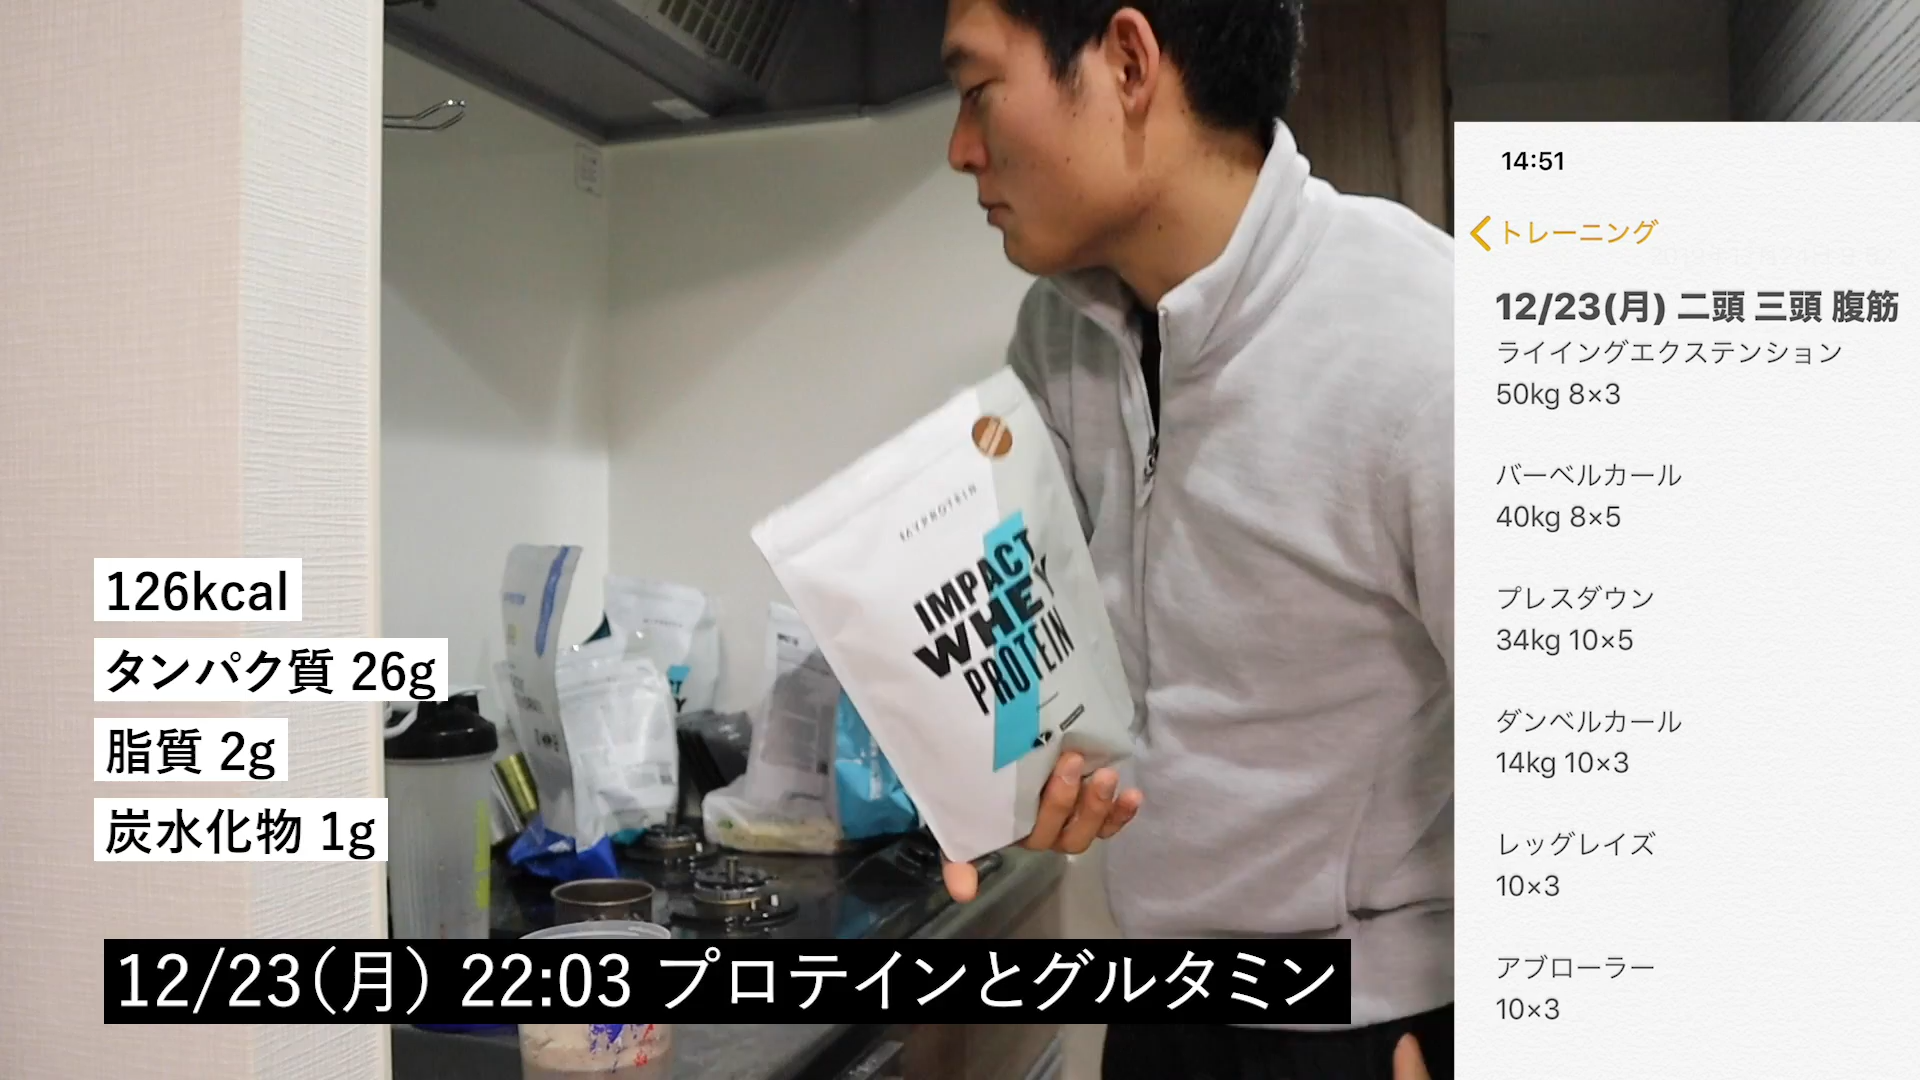 14:51
トレーニング
12/23(月) 二頭 三頭 腹筋
ライイングエクステンション
50kg 8×3
バーベルカール
40kg 8×5
プレスダウン
34kg 10×5
ダンベルカール
14kg 10×3
レッグレイズ
10×3
アブローラー
10×3
MYPROTEIN
IMPACT
WHEY
PROTEIN
126kcal
タンパク質 26g
脂質 2g
炭水化物 1g
12/23(月) 22:03 プロテインとグルタミン